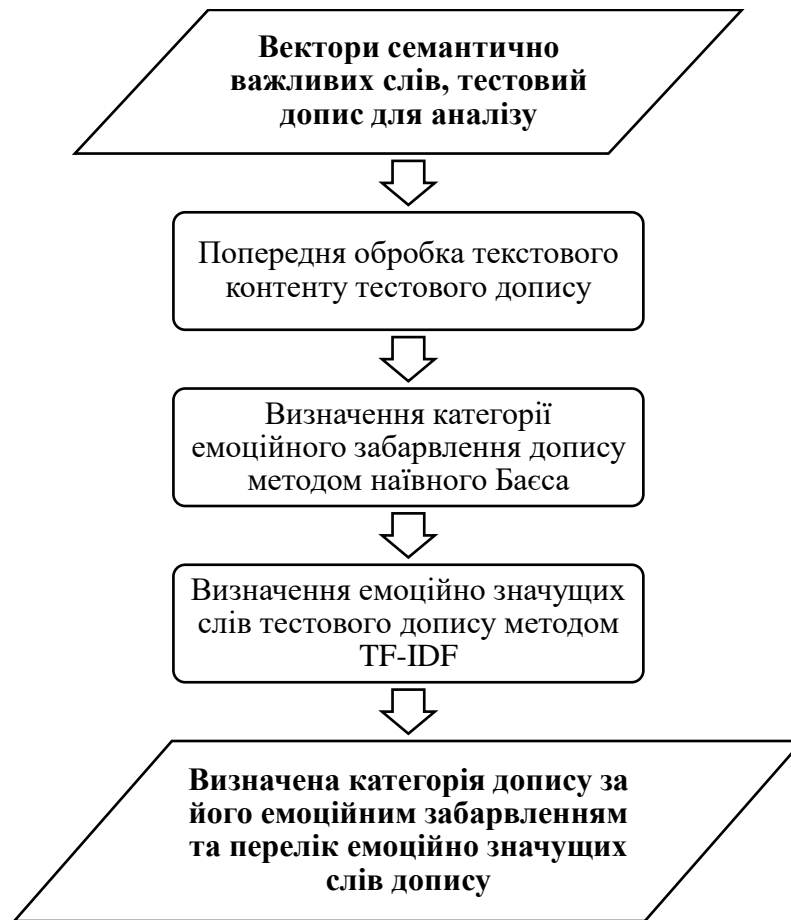 Вектори семантично
важливих слів, тестовий
допис для аналізу
Попередня обробка текстового
контенту тестового допису
Визначення категорії
емоційного забарвлення допису
методом наївного Баєса
Визначення емоційно значущих
слів тестового допису методом
TF-IDF
Визначена категорія допису за
його емоційним забарвленням
та перелік емоційно значущих
слів допису